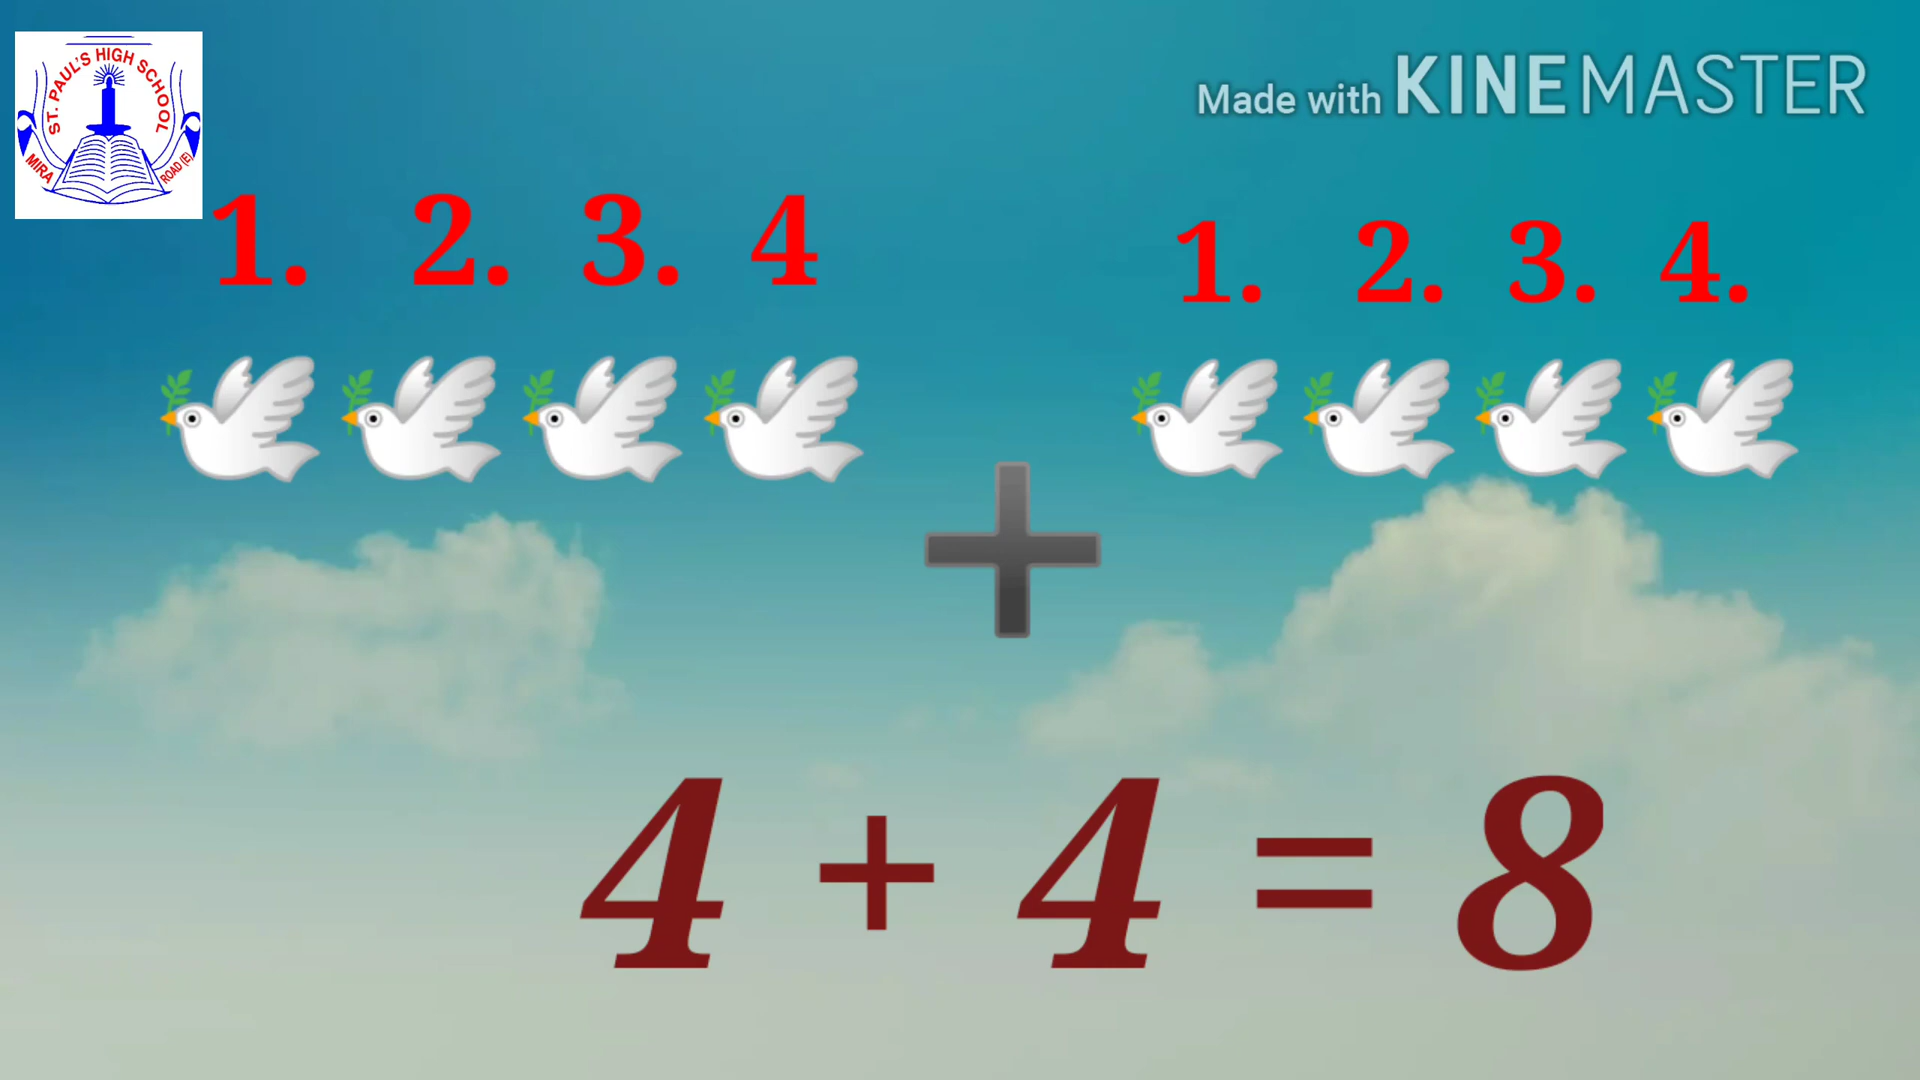 ST. PAUL'S HIGH SCHOOL
MIRA ROAD (E)
Made with KINEMASTER
1. 2. 3. 4
1. 2. 3. 4.
+
4 + 4 = 8